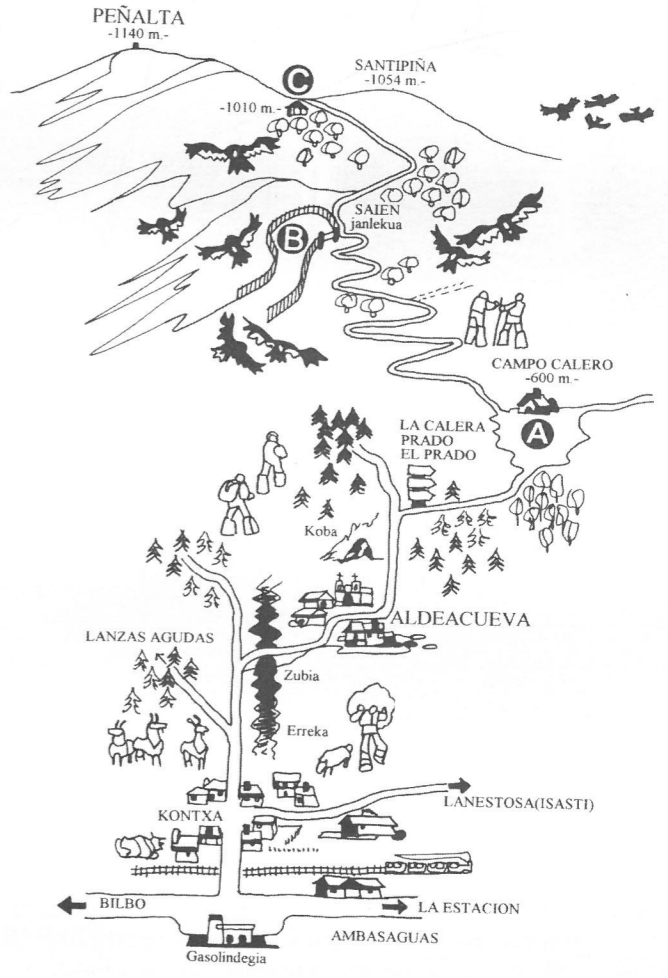 PEÑALTA
-1140 m.-
C
SANTIPIÑA
-1054 m.-
-1010 m.-
SAIEN
janlekua
B
CAMPO CALERO
-600 m.-
A
LA CALERA
PRADO
EL PRADO
Koba
ALDEACUEVA
LANZAS AGUDAS
Zubia
Erreka
LANESTOSA(ISASTI)
KONTXA
BILBO
LA ESTACION
AMBASAGUAS
Gasolindegia